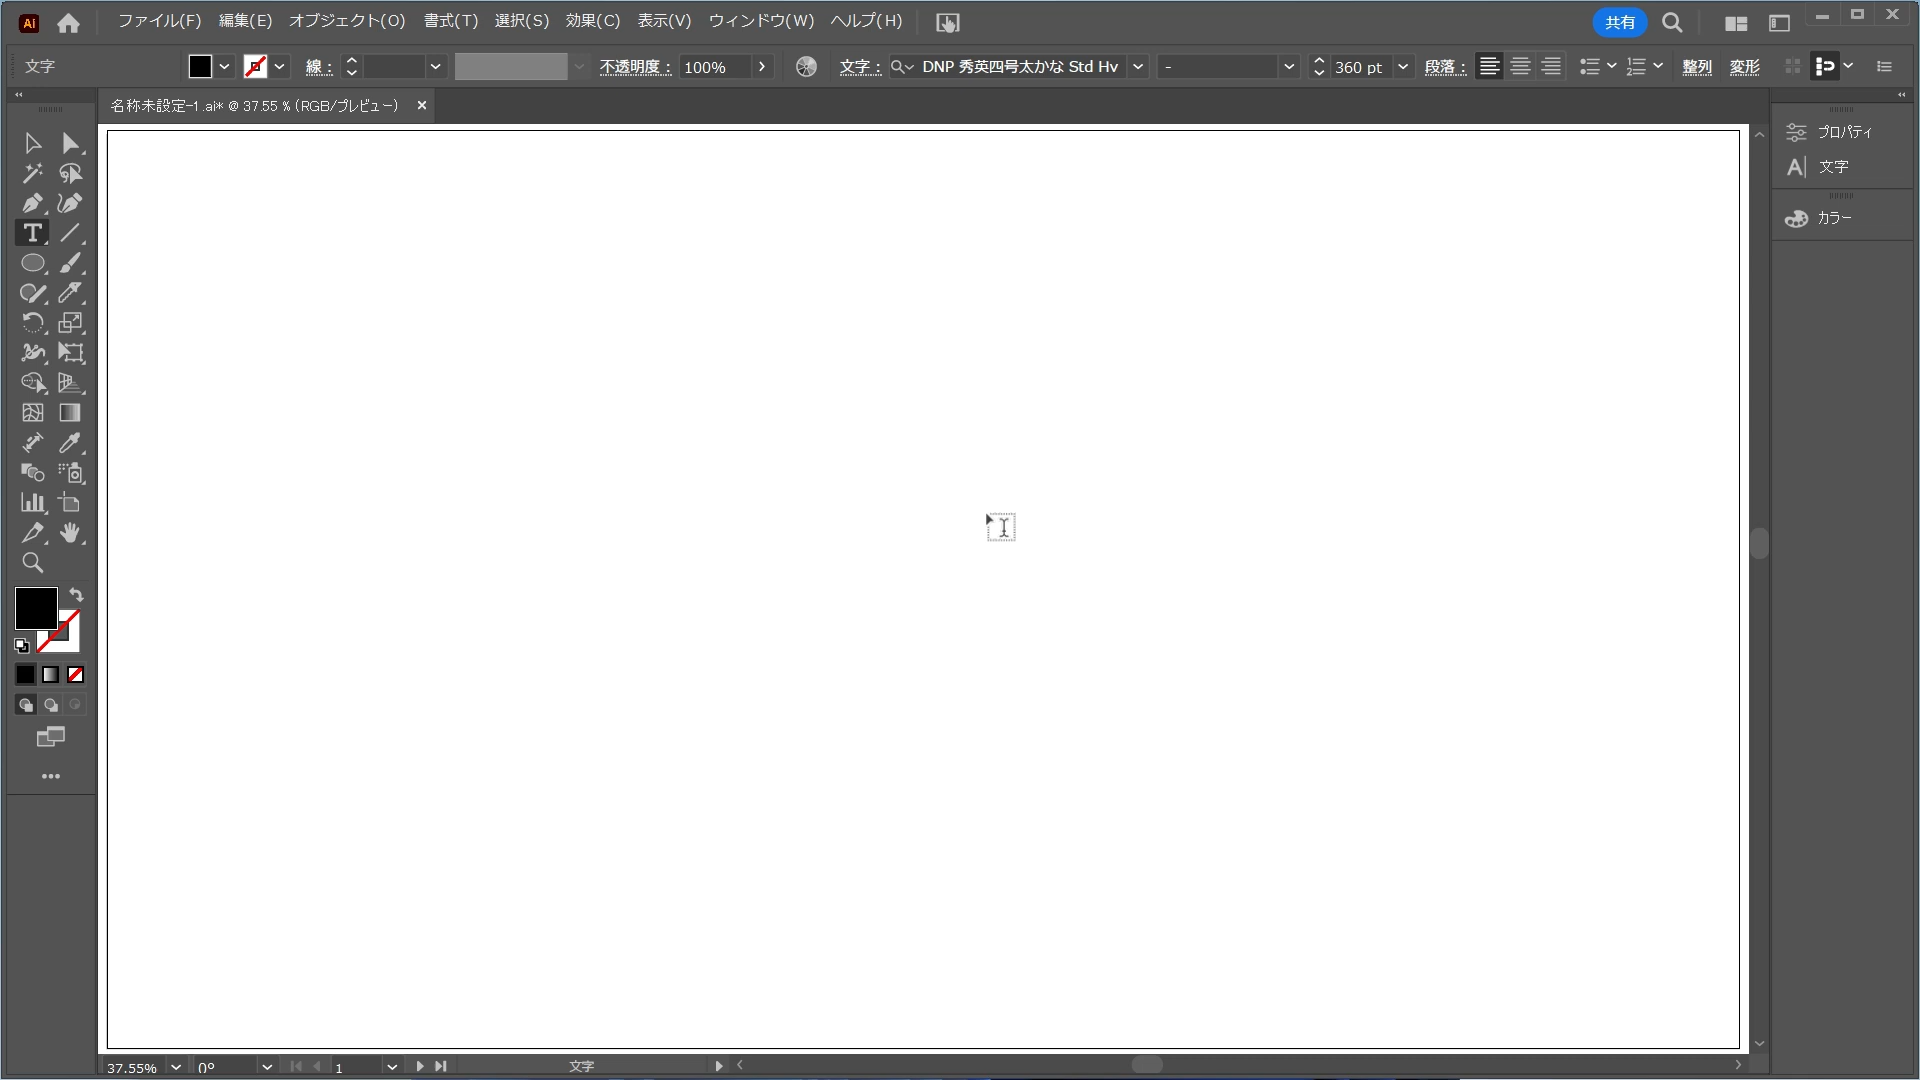 Ai ファイル(F) 編集(E) オブジェクト(O) 書式(T) 選択(S) 効果(C) 表示(V) ウィンドウ(W) ヘルプ(H) 共有
文字 線： 不透明度： 100% 文字： DNP 秀英四号太かな Std Hv - 360 pt 段落： 整列 変形
名称未設定-1.ai* @ 37.55 % (RGB/プレビュー)
プロパティ
文字
カラー
37.55% 0° 1 文字